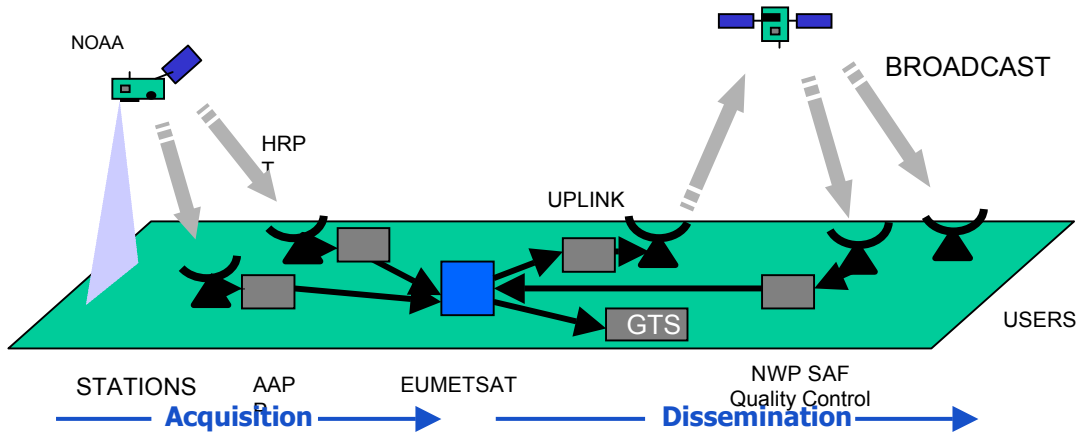 NOAA
BROADCAST
HRP
T
UPLINK
GTS
USERS
STATIONS
AAP
EUMETSAT
NWP SAF
Quality Control
Acquisition
Dissemination